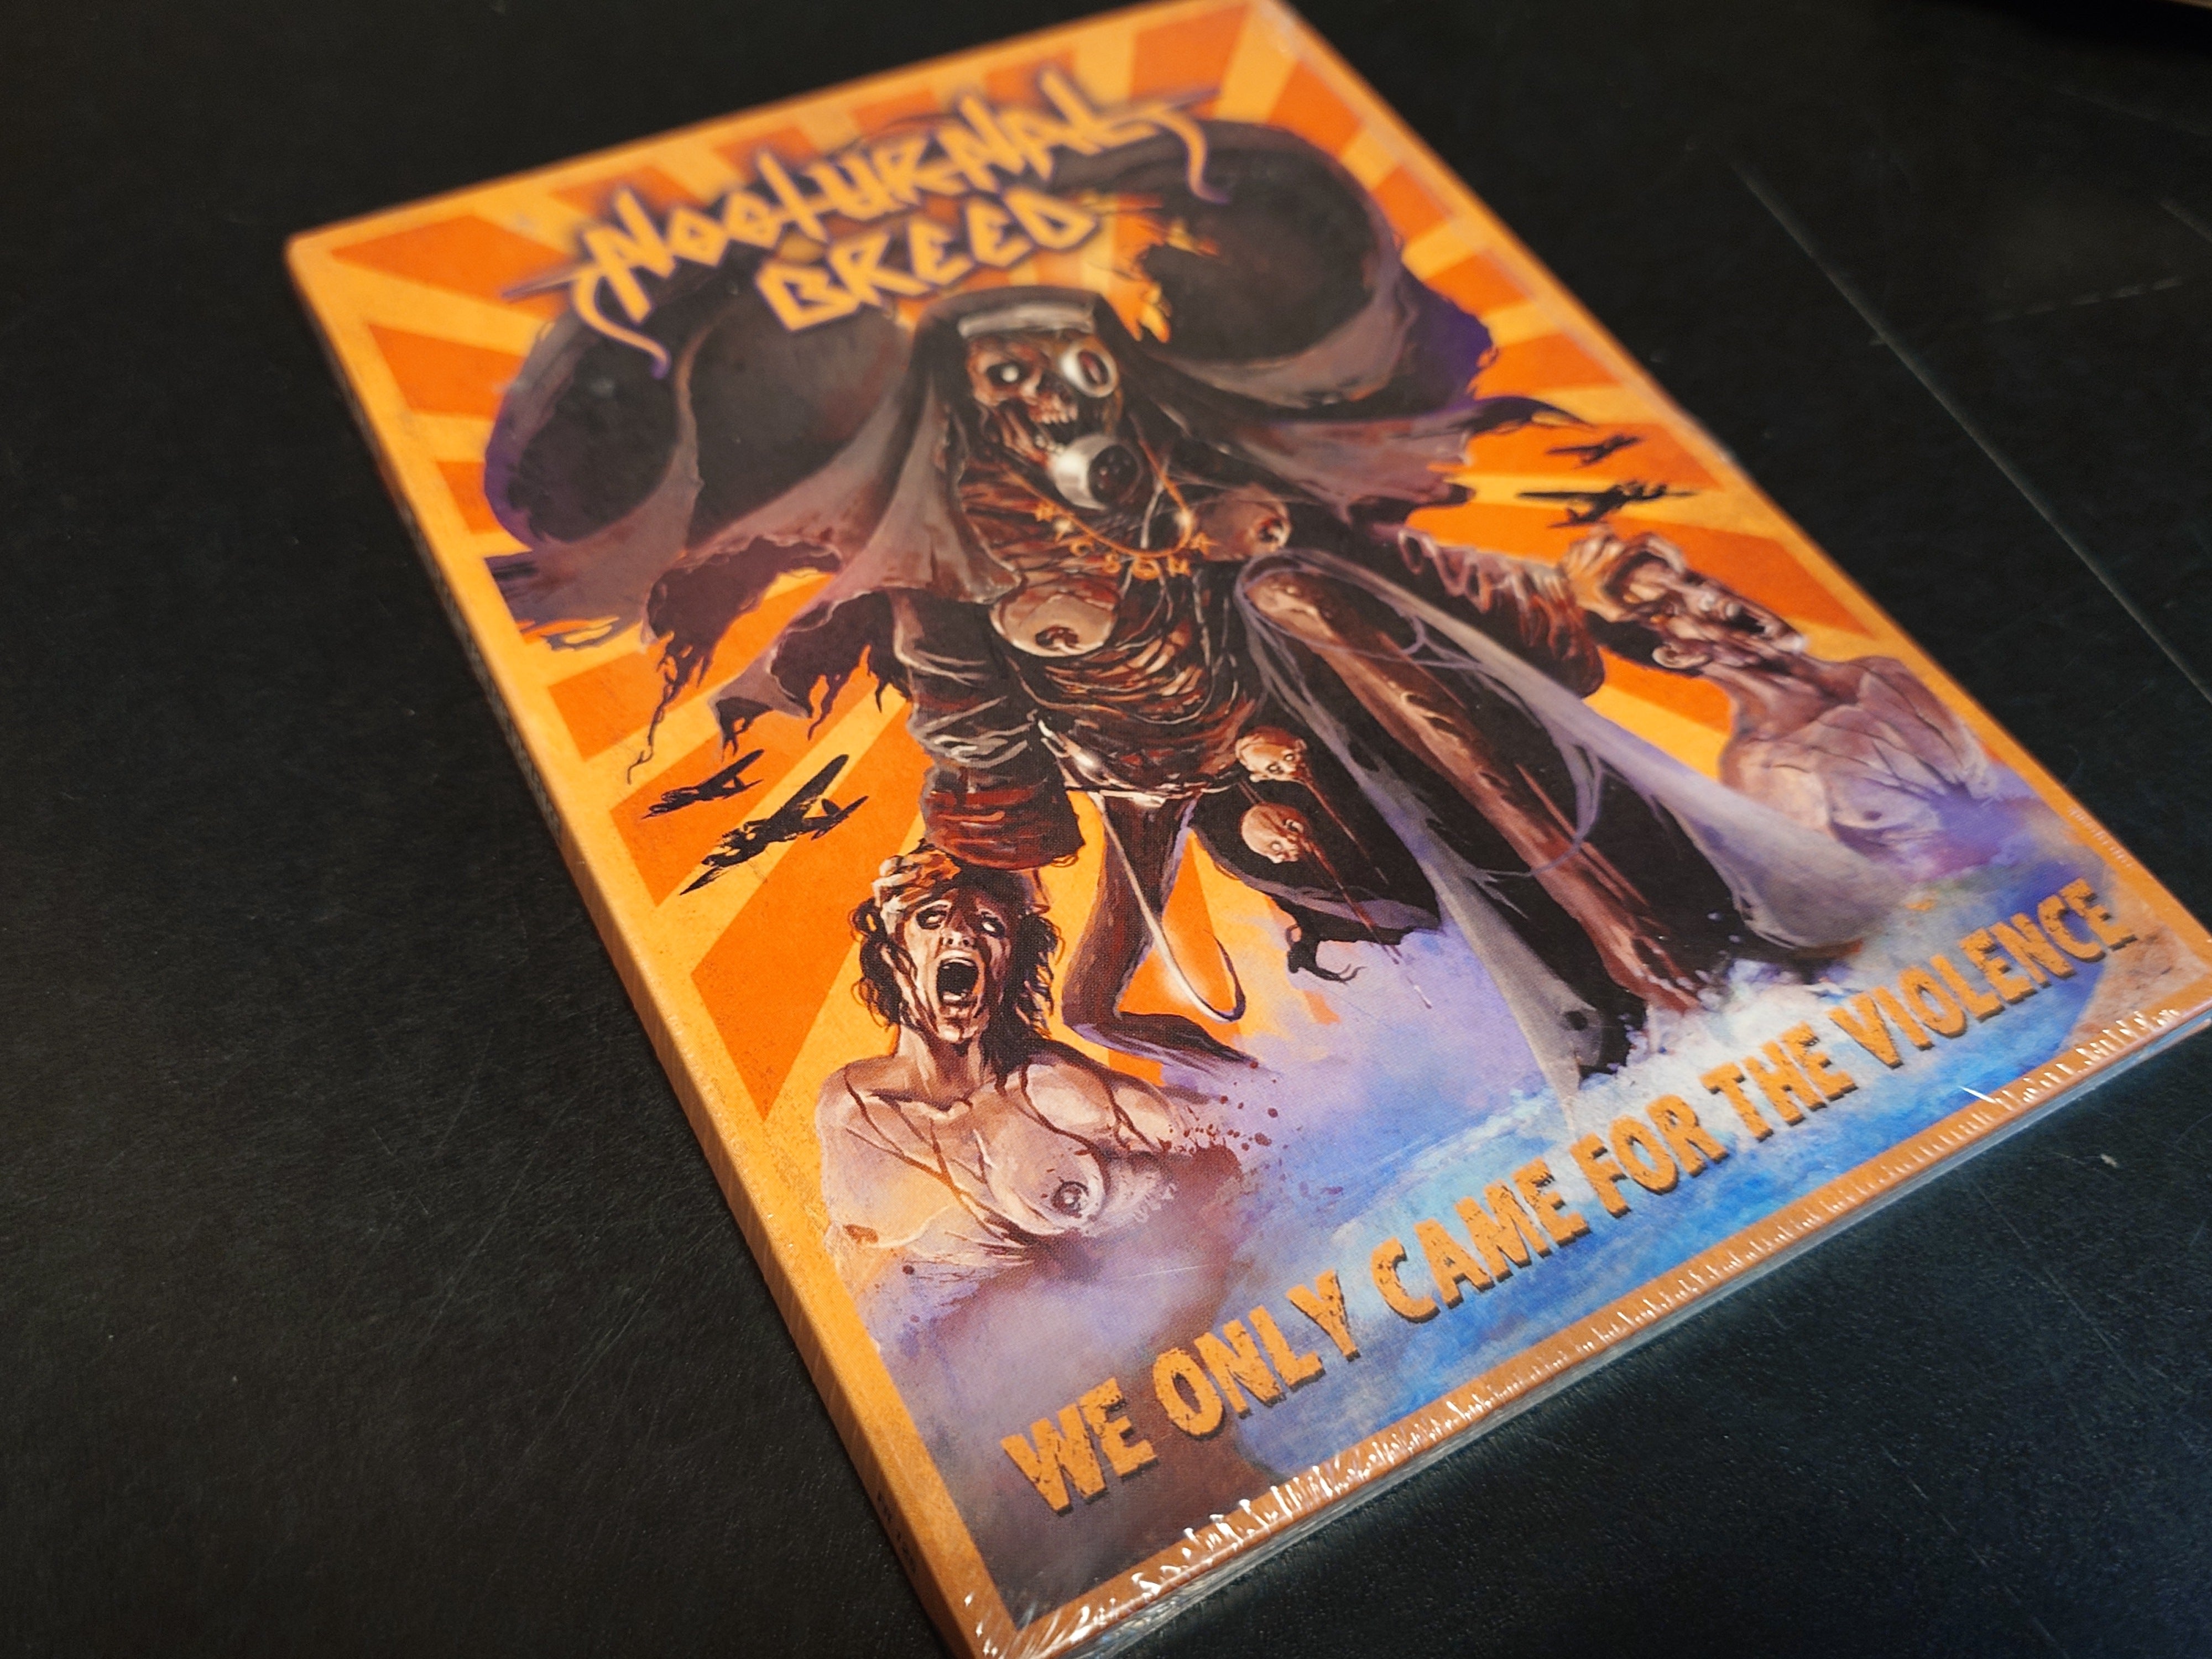 NOCTURNAL
BREED
WE ONLY CAME FOR THE VIOLENCE